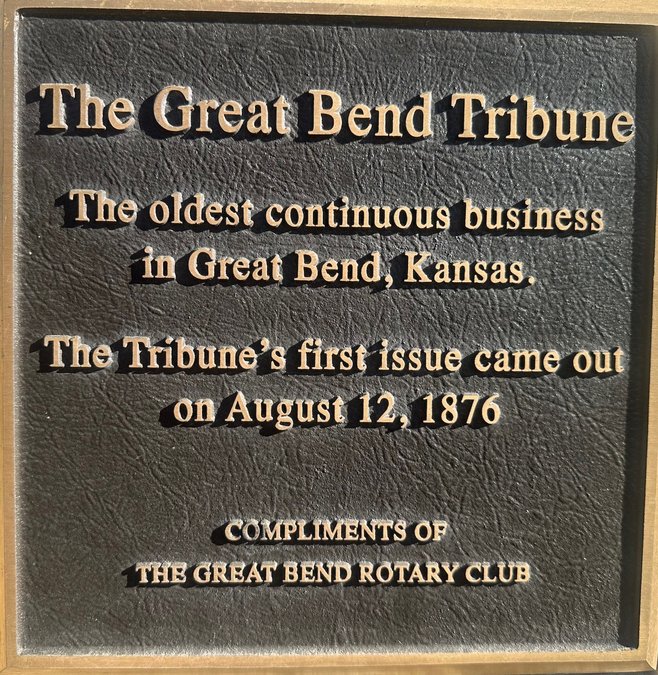 The Great Bend Tribune
The oldest continuous business
in Great Bend, Kansas.
The Tribune's first issue came out
on August 12, 1876
COMPLIMENTS OF
THE GREAT BEND ROTARY CLUB